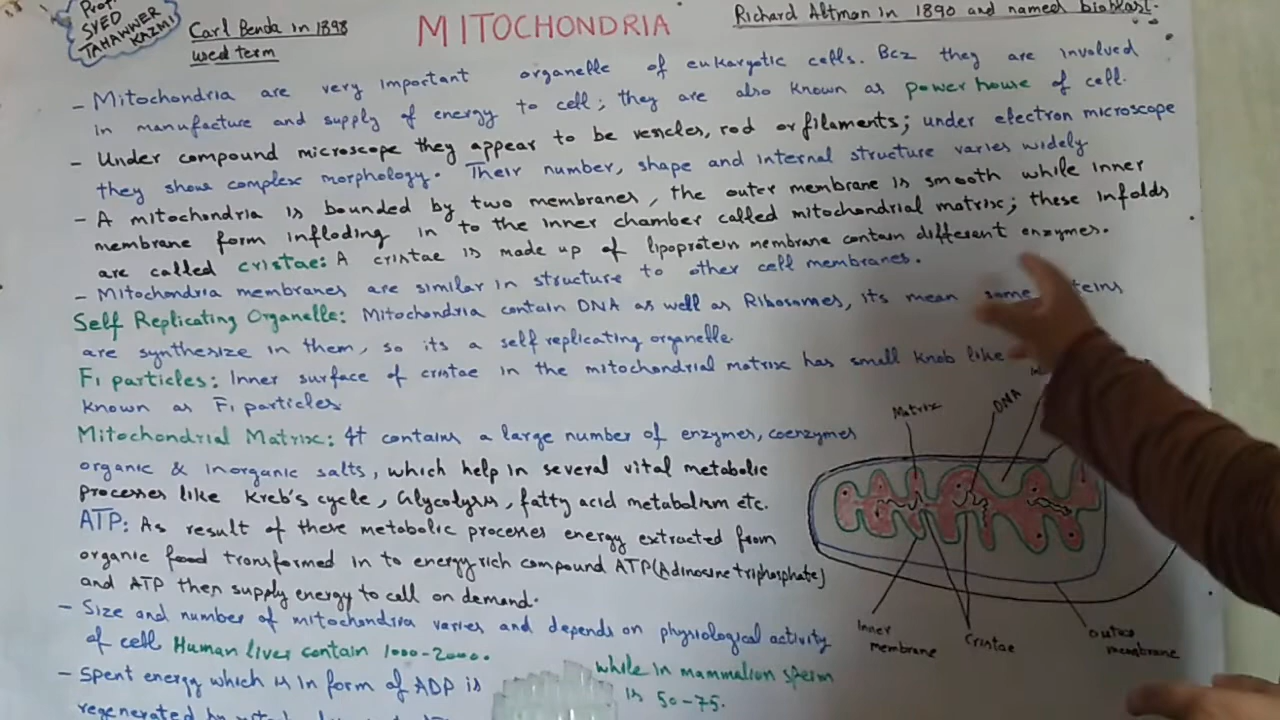 Prof.
SYED
TAHAWWER
KAZMI
Carl Benda in 1898
used term
MITOCHONDRIA
Richard Altman in 1890 and named bioblast.
- Mitochondria are very important organelle of eukaryotic cells. Bcz they are involved
in manufacture and supply of energy to cell; they are also known as power house of cell.
- Under compound microscope they appear to be vesicles, rod or filaments; under electron microscope
they show complex morphology. Their number, shape and internal structure varies widely
- A mitochondria is bounded by two membranes, the outer membrane is smooth while inner
membrane form infloding in to the inner chamber called mitochondrial matrix; these infolds
are called cristae: A cristae is made up of lipoprotein membrane contain different enzymes.
- Mitochondria membranes are similar in structure to other cell membranes.
Self Replicating Organelle: Mitochondria contain DNA as well as Ribosomes, its mean some
are synthesize in them, so its a self replicating organelle.
F1 particles: Inner surface of cristae in the mitochondrial matrix has small knob like
known as F1 particles
Mitochondrial Matrix: It contains a large number of enzymes, coenzymes
organic & inorganic salts, which help in several vital metabolic
processes like Kreb's cycle, Glycolysis, fatty acid metabolism etc.
ATP: As result of these metabolic processes energy extracted from
organic food transformed in to energy rich compound ATP(Adinosine triphosphate)
and ATP then supply energy to cell on demand.
- Size and number of mitochondria varies and depends on physiological activity
of cell Human liver contain 1000-2000.
while in mammalian sperm
is 50-75.
- Spent energy which is in form of ADP is
regenerated by
Matrix
DNA
Inner
membrane
Cristae
outer
membrane